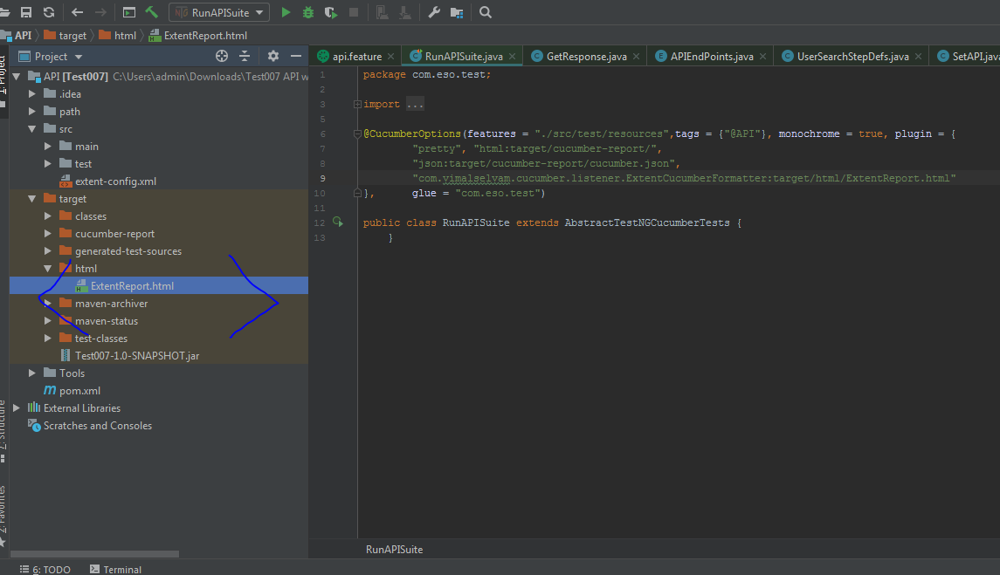 RunAPISuite
API target html ExtentReport.html
Project
api.feature RunAPISuite.java GetResponse.java APIEndPoints.java UserSearchStepDefs.java SetAPI.java
1: Project
API [Test007] C:\Users\admin\Downloads\Test007 API w
.idea
path
src
main
test
extent-config.xml
target
classes
cucumber-report
generated-test-sources
html
ExtentReport.html
maven-archiver
maven-status
test-classes
Test007-1.0-SNAPSHOT.jar
Tools
pom.xml
External Libraries
Scratches and Consoles
1 package com.eso.test;
2
3 import ...
5
6 @CucumberOptions(features = "./src/test/resources",tags = {"@API"}, monochrome = true, plugin = {
7 "pretty", "html:target/cucumber-report/",
8 "json:target/cucumber-report/cucumber.json",
9 "com.vimalselvam.cucumber.listener.ExtentCucumberFormatter:target/html/ExtentReport.html"
10 }, glue = "com.eso.test")
11
12 public class RunAPISuite extends AbstractTestNGCucumberTests {
13 }
RunAPISuite
2: Favorites
6: TODO Terminal